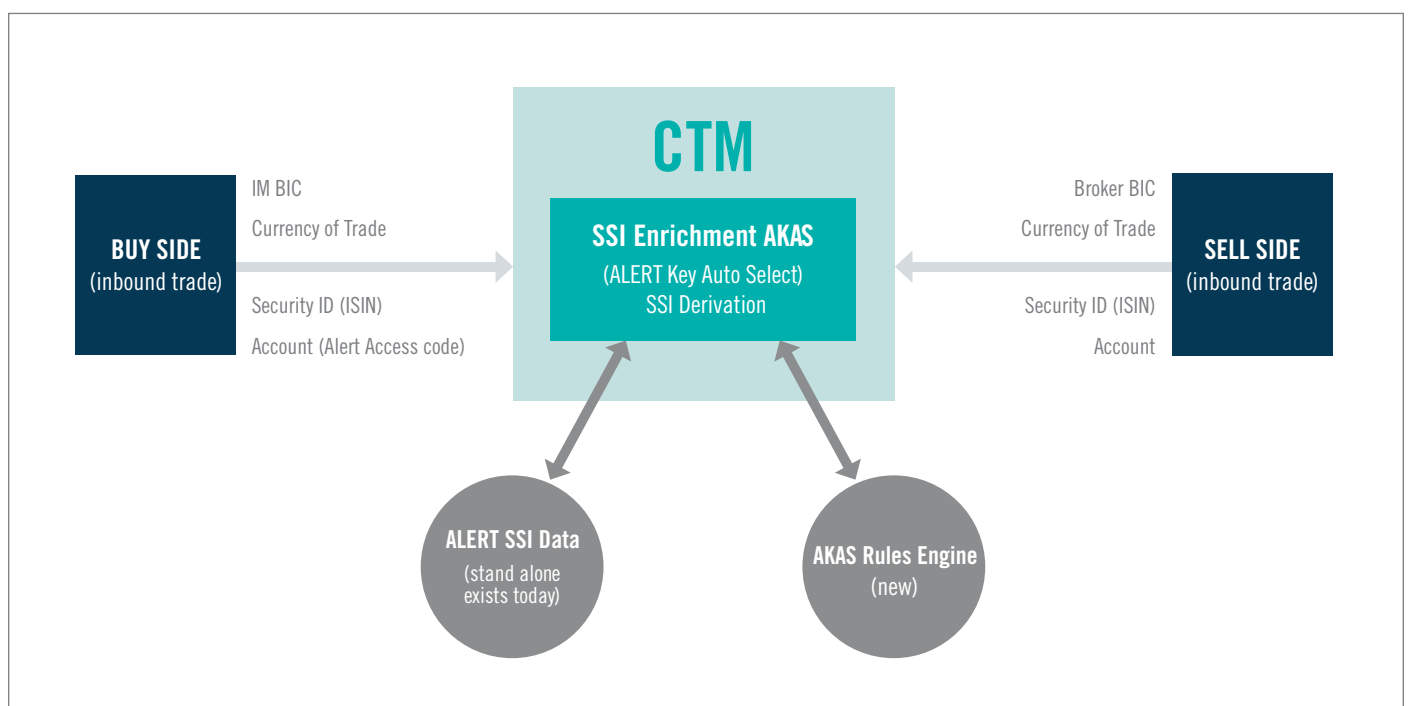 CTM
BUY SIDE
(inbound trade)
IM BIC
Currency of Trade
Security ID (ISIN)
Account (Alert Access code)
SSI Enrichment AKAS
(ALERT Key Auto Select)
SSI Derivation
Broker BIC
Currency of Trade
Security ID (ISIN)
Account
SELL SIDE
(inbound trade)
ALERT SSI Data
(stand alone
exists today)
AKAS Rules Engine
(new)